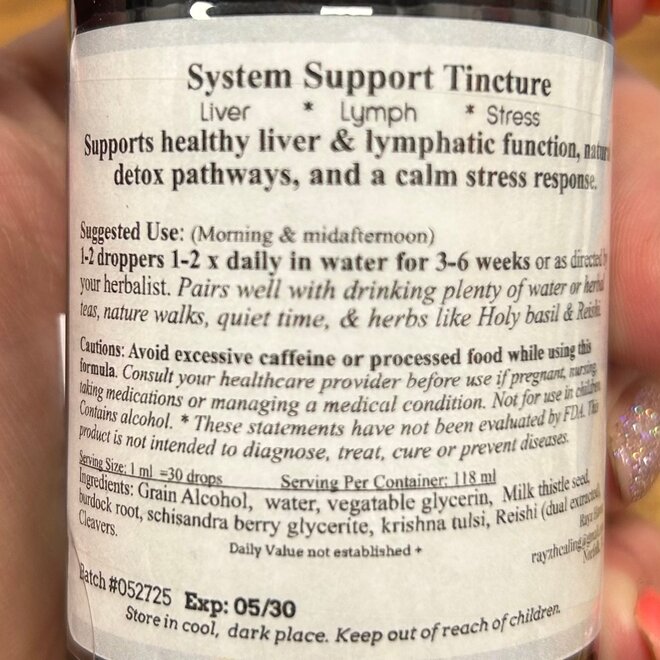 System Support Tincture
Liver * Lymph * Stress
Supports healthy liver & lymphatic function,
detox pathways, and a calm stress response.
Suggested Use: (Morning & midafternoon)
1-2 droppers 1-2 x daily in water for 3-6 weeks or as directed
your herbalist. Pairs well with drinking plenty of water or herbal
teas, nature walks, quiet time, & herbs like Holy basil & Reishi.
Cautions: Avoid excessive caffeine or processed food while using this
formula. Consult your healthcare provider before use if pregnant, nursing,
taking medications or managing a medical condition. Not for use in children.
Contains alcohol. * These statements have not been evaluated by FDA. This
product is not intended to diagnose, treat, cure or prevent diseases.
Serving Size: 1 ml =30 drops Serving Per Container: 118 ml
Ingredients: Grain Alcohol, water, vegatable glycerin, Milk thistle seed,
burdock root, schisandra berry glycerite, krishna tulsi, Reishi (dual extracted)
Cleavers.
Daily Value not established +
Batch #052725 Exp: 05/30
Store in cool, dark place. Keep out of reach of children.